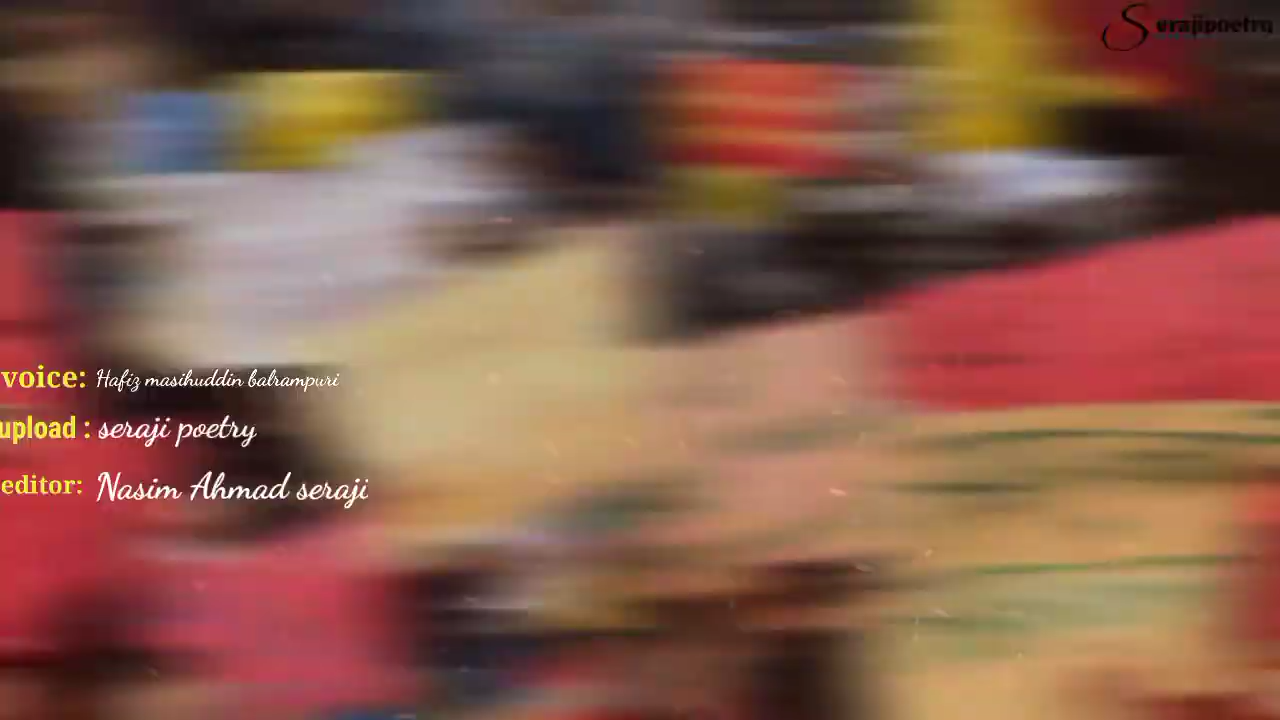 Serajipoetry
voice: Hafiz masihuddin balrampuri
upload : seraji poetry
editor: Nasim Ahmad seraji